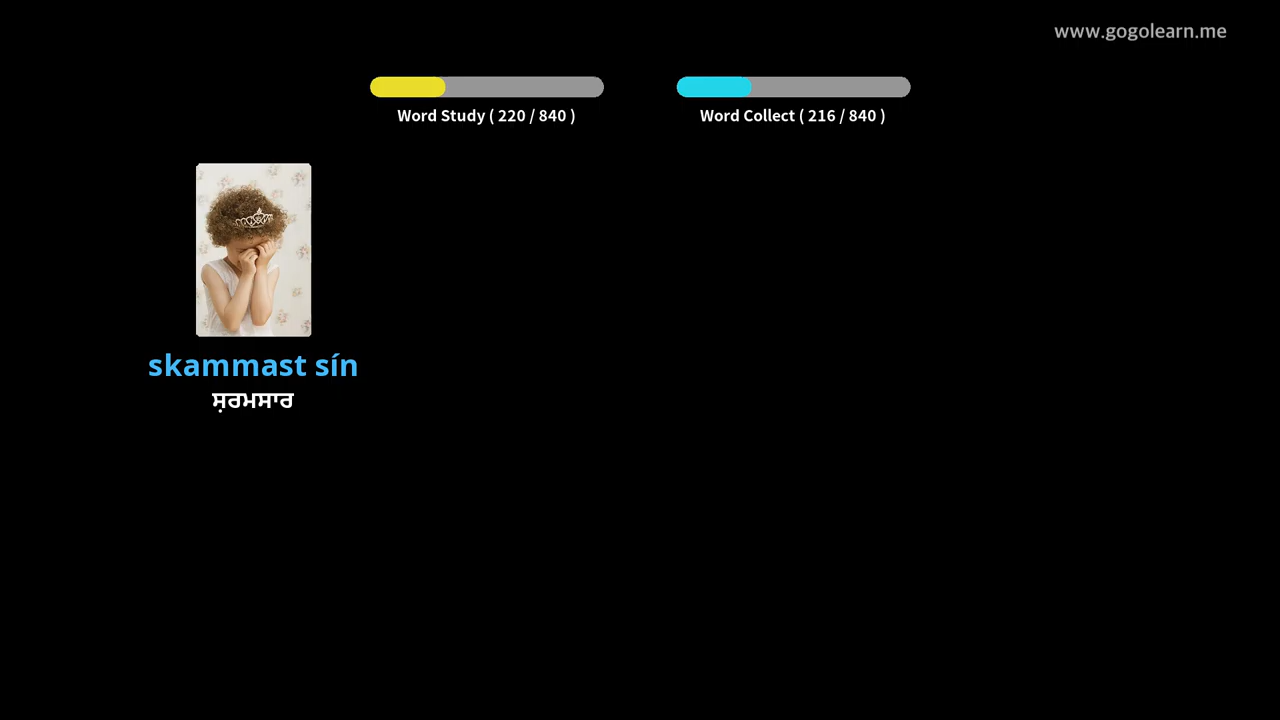 www.gogolearn.me
Word Study ( 220 / 840 )
Word Collect ( 216 / 840 )
skammast sín
ਸ਼ਰਮਸਾਰ